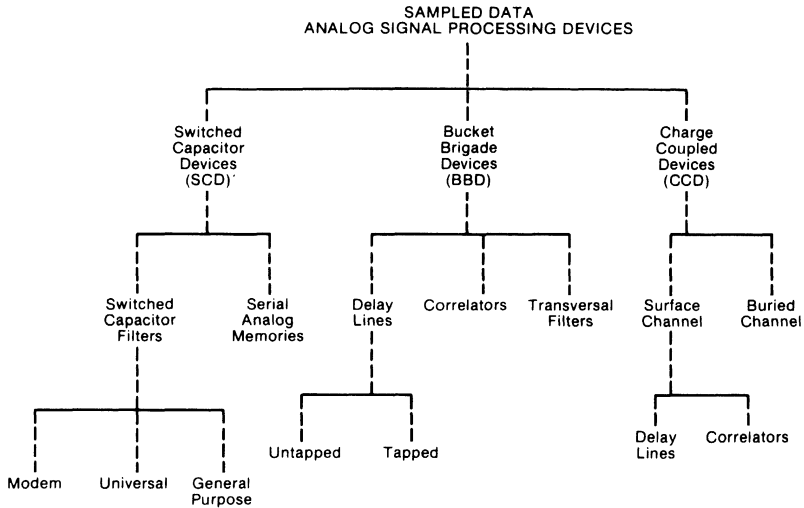 SAMPLED DATA
ANALOG SIGNAL PROCESSING DEVICES
Switched
Capacitor
Devices
(SCD)
Bucket
Brigade
Devices
(BBD)
Charge
Coupled
Devices
(CCD)
Switched
Capacitor
Filters
Serial
Analog
Memories
Delay
Lines
Correlators
Transversal
Filters
Surface
Channel
Buried
Channel
Modem
Universal
General
Purpose
Untapped
Tapped
Delay
Lines
Correlators